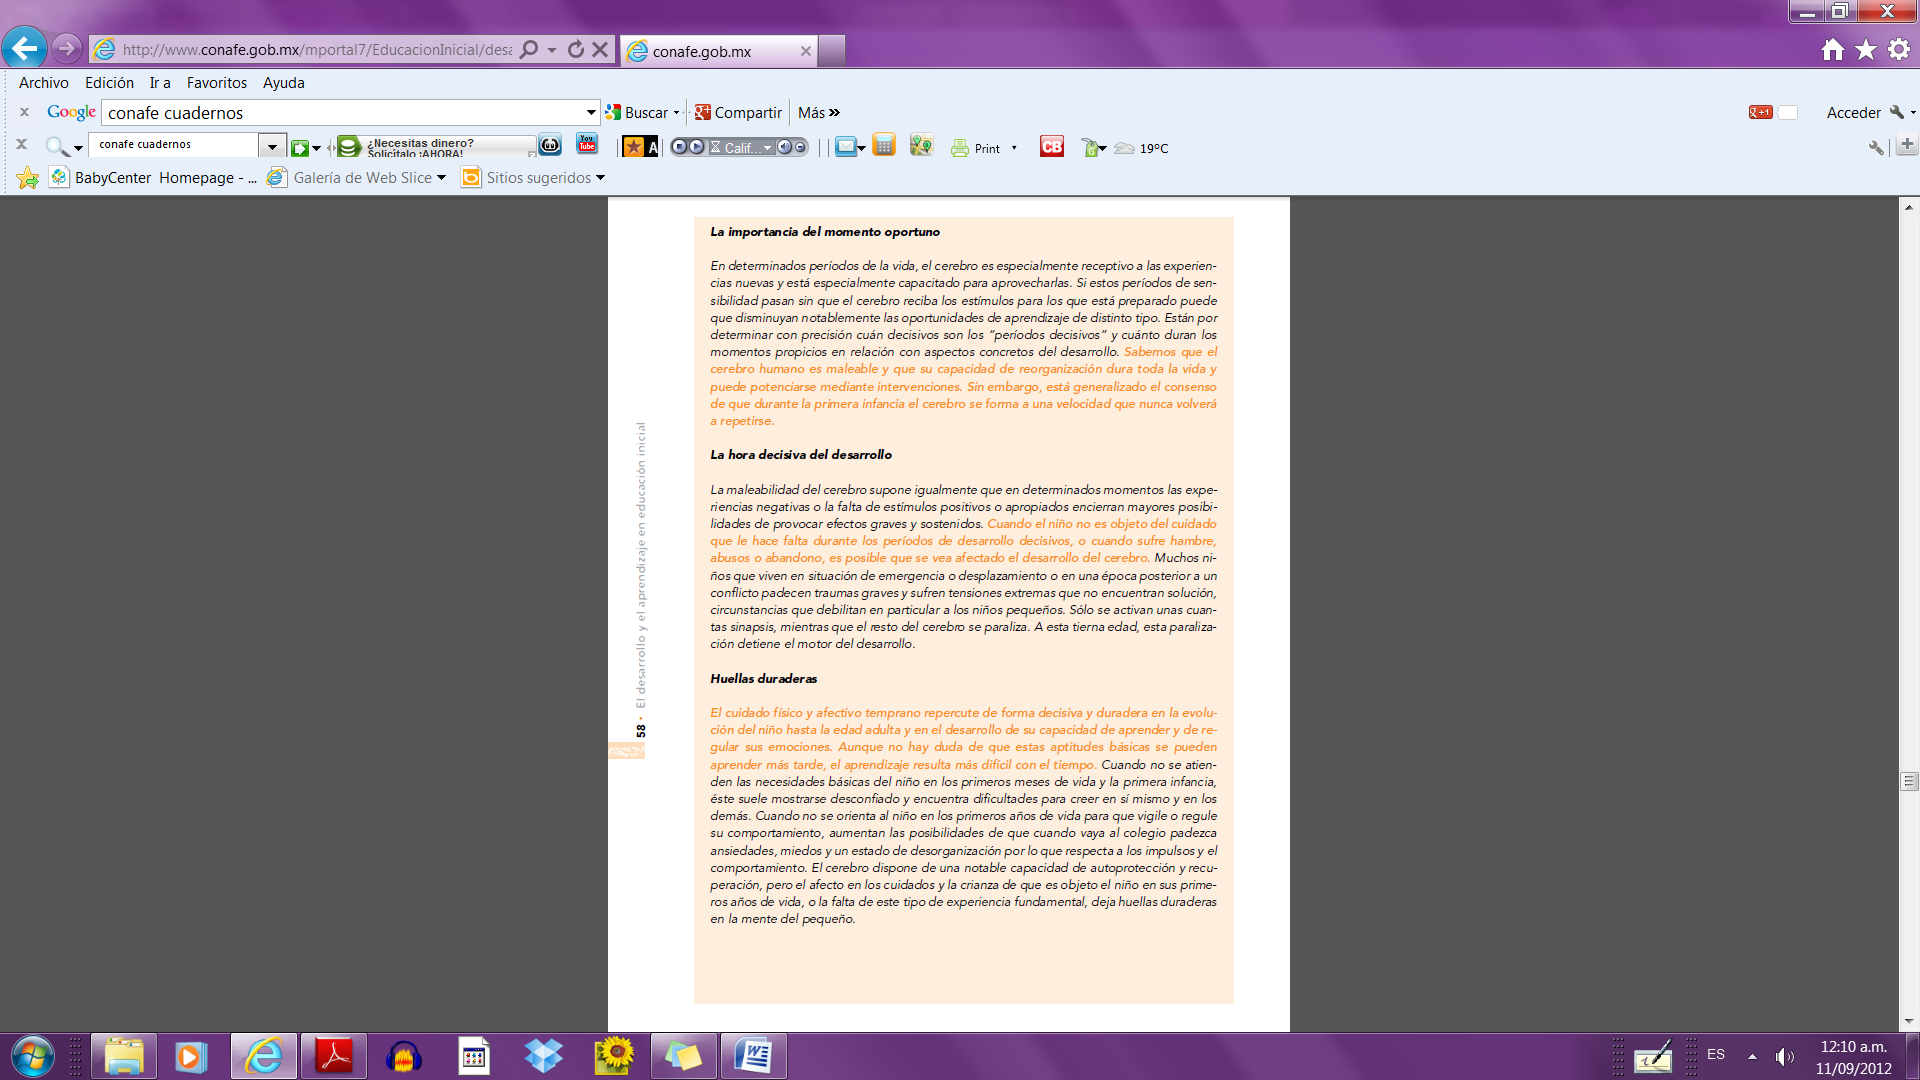 http://www.conafe.gob.mx/mportal7/EducacionInicial/desa
conafe.gob.mx
Archivo Edición Ir a Favoritos Ayuda
x Google conafe cuadernos Buscar Compartir Más » +1 Acceder
x conafe cuadernos ¿Necesitas dinero?
Solicítalo ¡AHORA! You Tube A Calif... Print CB 19ºC
BabyCenter Homepage - ... Galería de Web Slice Sitios sugeridos
La importancia del momento oportuno
En determinados períodos de la vida, el cerebro es especialmente receptivo a las experien-
cias nuevas y está especialmente capacitado para aprovecharlas. Si estos períodos de sen-
sibilidad pasan sin que el cerebro reciba los estímulos para los que está preparado puede
que disminuyan notablemente las oportunidades de aprendizaje de distinto tipo. Están por
determinar con precisión cuán decisivos son los “períodos decisivos” y cuánto duran los
momentos propicios en relación con aspectos concretos del desarrollo. Sabemos que el
cerebro humano es maleable y que su capacidad de reorganización dura toda la vida y
puede potenciarse mediante intervenciones. Sin embargo, está generalizado el consenso
de que durante la primera infancia el cerebro se forma a una velocidad que nunca volverá
a repetirse.
La hora decisiva del desarrollo
La maleabilidad del cerebro supone igualmente que en determinados momentos las expe-
riencias negativas o la falta de estímulos positivos o apropiados encierran mayores posibi-
lidades de provocar efectos graves y sostenidos. Cuando el niño no es objeto del cuidado
que le hace falta durante los períodos de desarrollo decisivos, o cuando sufre hambre,
abusos o abandono, es posible que se vea afectado el desarrollo del cerebro. Muchos ni-
ños que viven en situación de emergencia o desplazamiento o en una época posterior a un
conflicto padecen traumas graves y sufren tensiones extremas que no encuentran solución,
circunstancias que debilitan en particular a los niños pequeños. Sólo se activan unas cuan-
tas sinapsis, mientras que el resto del cerebro se paraliza. A esta tierna edad, esta paraliza-
ción detiene el motor del desarrollo.
Huellas duraderas
El cuidado físico y afectivo temprano repercute de forma decisiva y duradera en la evolu-
ción del niño hasta la edad adulta y en el desarrollo de su capacidad de aprender y de re-
gular sus emociones. Aunque no hay duda de que estas aptitudes básicas se pueden
aprender más tarde, el aprendizaje resulta más difícil con el tiempo. Cuando no se atien-
den las necesidades básicas del niño en los primeros meses de vida y la primera infancia,
éste suele mostrarse desconfiado y encuentra dificultades para creer en sí mismo y en los
demás. Cuando no se orienta al niño en los primeros años de vida para que vigile o regule
su comportamiento, aumentan las posibilidades de que cuando vaya al colegio padezca
ansiedades, miedos y un estado de desorganización por lo que respecta a los impulsos y el
comportamiento. El cerebro dispone de una notable capacidad de autoprotección y recu-
peración, pero el afecto en los cuidados y la crianza de que es objeto el niño en sus prime-
ros años de vida, o la falta de este tipo de experiencia fundamental, deja huellas duraderas
en la mente del pequeño.
58 • El desarrollo y el aprendizaje en educación inicial
ES
12:10 a.m.
11/09/2012